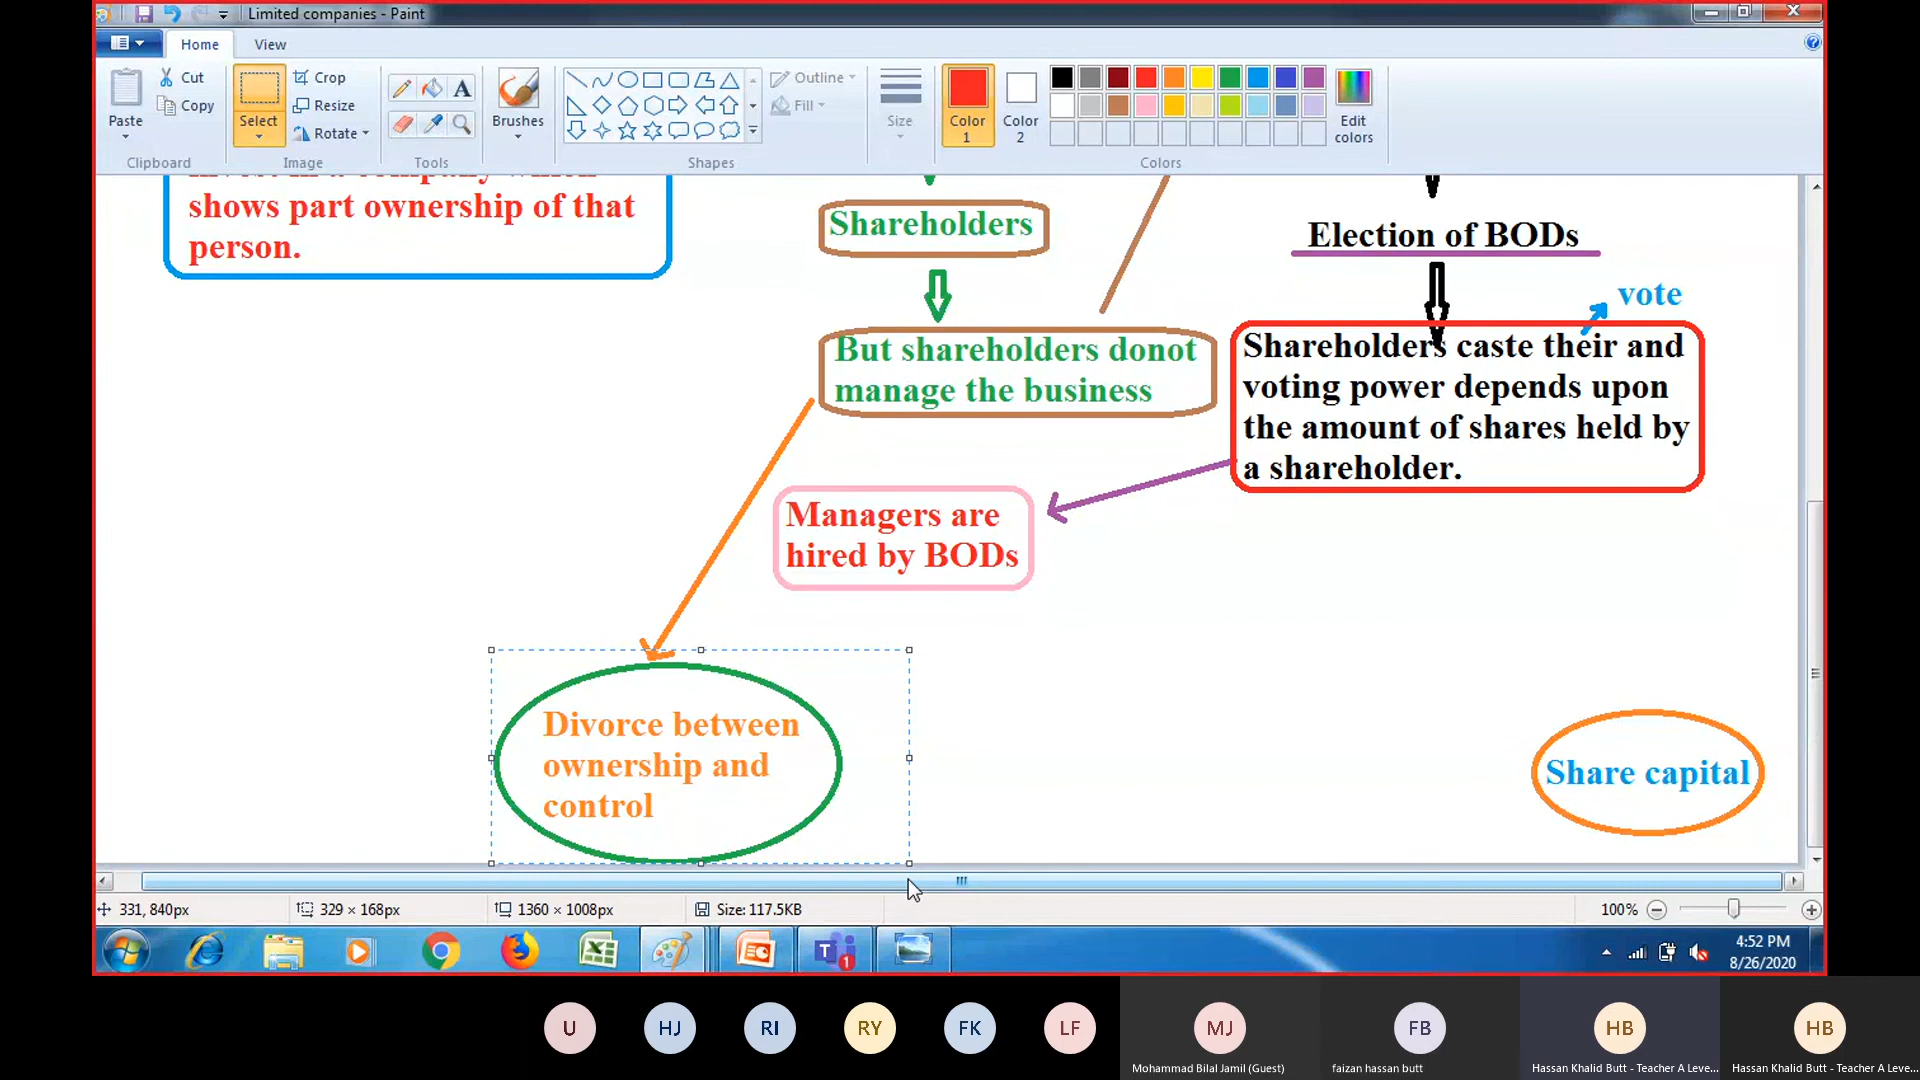 Limited companies - Paint
Home
View
Paste
Cut
Copy
Clipboard
Select
Crop
Resize
Rotate
Image
A
Tools
Brushes
Shapes
Outline
Fill
Size
Color
1
Color
2
Edit
colors
Colors
shows part ownership of that
person.
Shareholders
But shareholders donot
manage the business
Election of BODs
vote
Shareholders caste their and
voting power depends upon
the amount of shares held by
a shareholder.
Managers are
hired by BODs
Divorce between
ownership and
control
Share capital
331, 840px
329 × 168px
1360 × 1008px
Size: 117.5KB
100%
T
1
4:52 PM
8/26/2020
U
HJ
RI
RY
FK
LF
MJ
FB
HB
HB
Mohammad Bilal Jamil (Guest)
faizan hassan butt
Hassan Khalid Butt - Teacher A Leve...
Hassan Khalid Butt - Teacher A Leve...